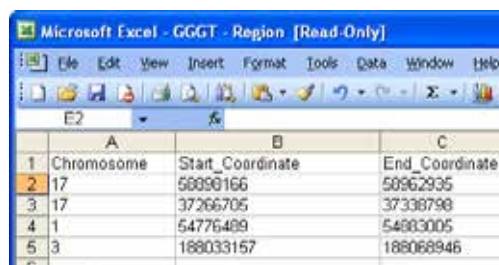 Microsoft Excel - GGGT - Region [Read-Only]
File Edit View Insert Format Tools Data Window Help
E2 fx
A B C
1 Chromosome Start_Coordinate End_Coordinate
2 17 58962935
3 17 37266705 37338798
4 1 54776489 54883005
5 3 188033157 188068946